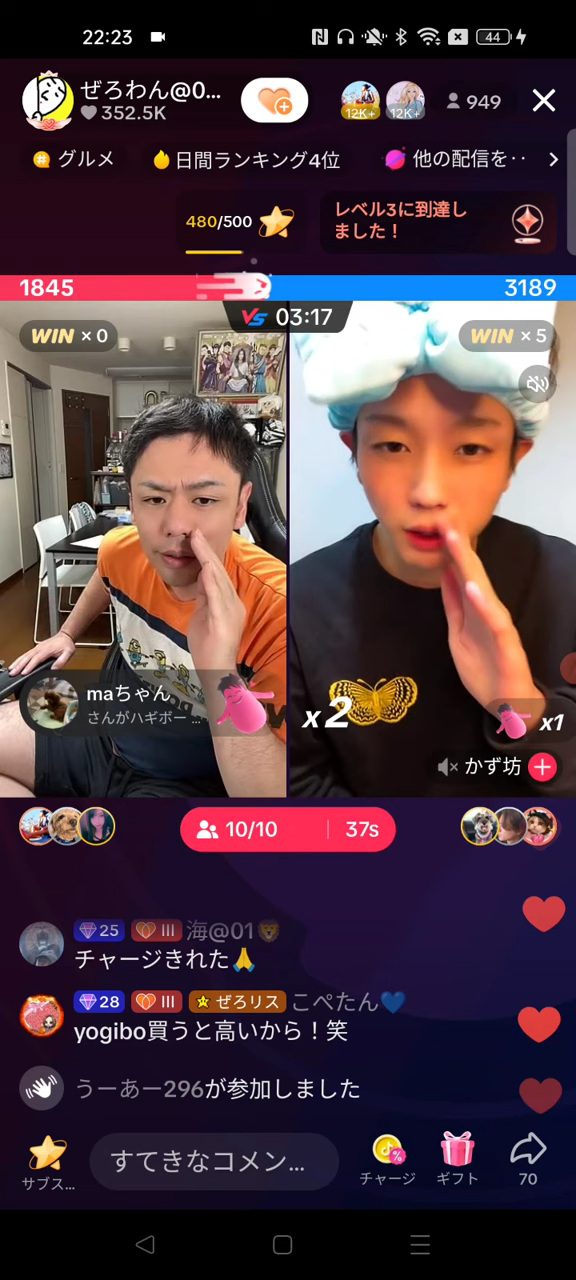 22:23
44
ぜろわん@0...
352.5K
12K+
12K+
949
グルメ
日間ランキング4位
他の配信を‥
480/500
レベル3に到達し
ました！
1845
3189
VS 03:17
WIN × 0
WIN × 5
maちゃん
さんがハギボー ...
x2
x1
かず坊
10/10
37s
25 III 海@01🦁
チャージきれた🙏
28 III ぜろリス こぺたん💙
yogibo買うと高いから！笑
うーあー296が参加しました
サブス...
すてきなコメン...
チャージ
ギフト
70